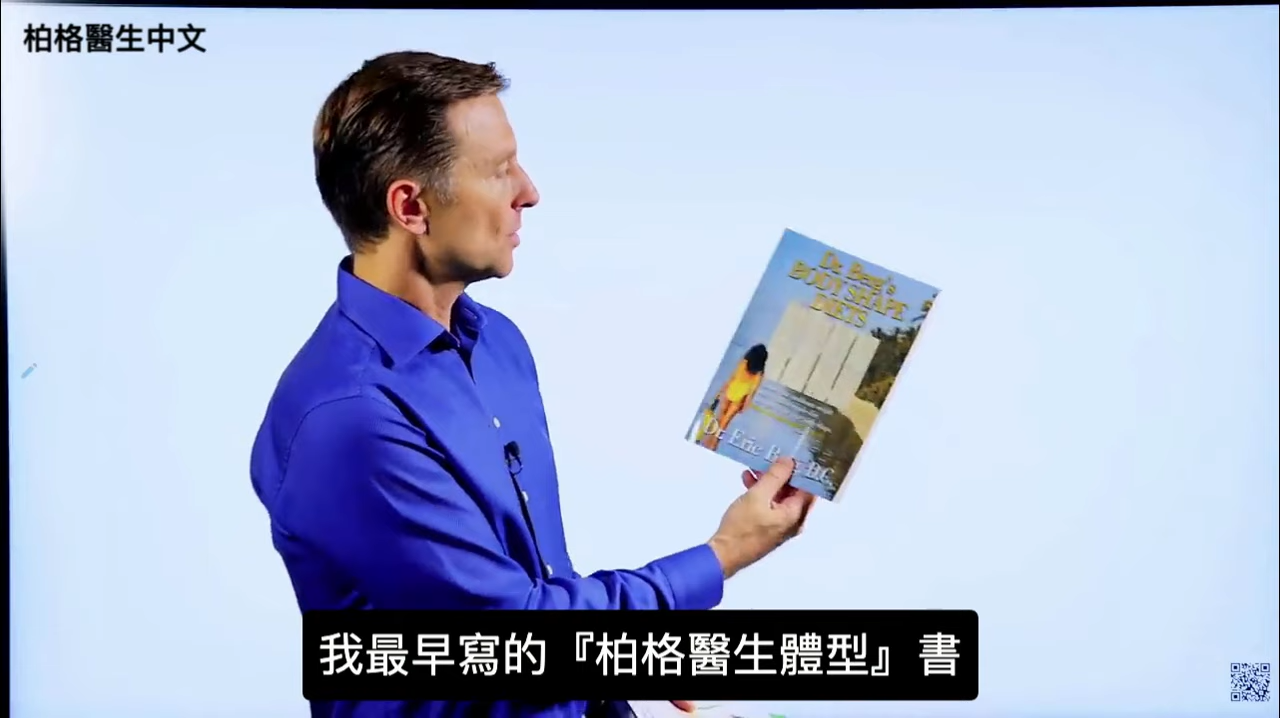 柏格醫生中文
Dr. Berg's
BODY SHAPE
DIETS
Dr. Eric
我最早寫的『柏格醫生體型』書